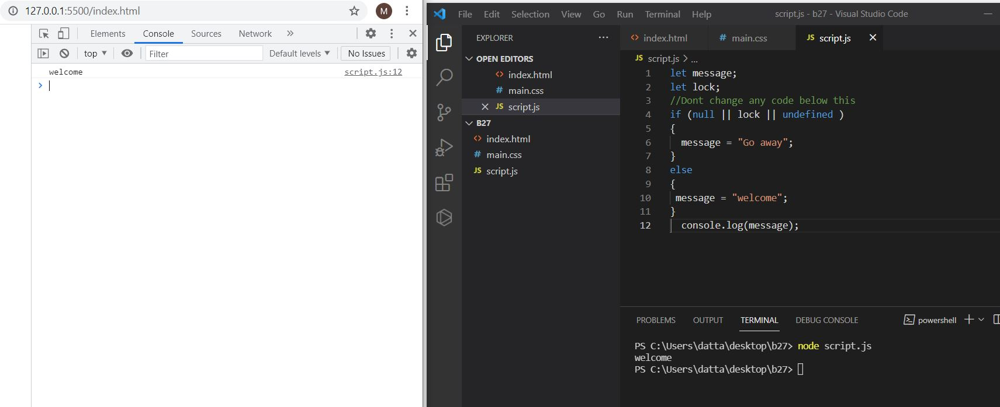 127.0.0.1:5500/index.html
M
Elements Console Sources Network »
top Filter Default levels No Issues
welcome script.js:12
>
File Edit Selection View Go Run Terminal Help script.js - b27 - Visual Studio Code
EXPLORER ...
OPEN EDITORS
<> index.html
# main.css
JS script.js
B27
<> index.html
# main.css
JS script.js
<> index.html # main.css JS script.js
JS script.js > ...
1 let message;
2 let lock;
3 //Dont change any code below this
4 if (null || lock || undefined )
5 {
6 message = "Go away";
7 }
8 else
9 {
10 message = "welcome";
11 }
12 console.log(message);
PROBLEMS OUTPUT TERMINAL DEBUG CONSOLE powershell
PS C:\Users\datta\desktop\b27> node script.js
welcome
PS C:\Users\datta\desktop\b27>